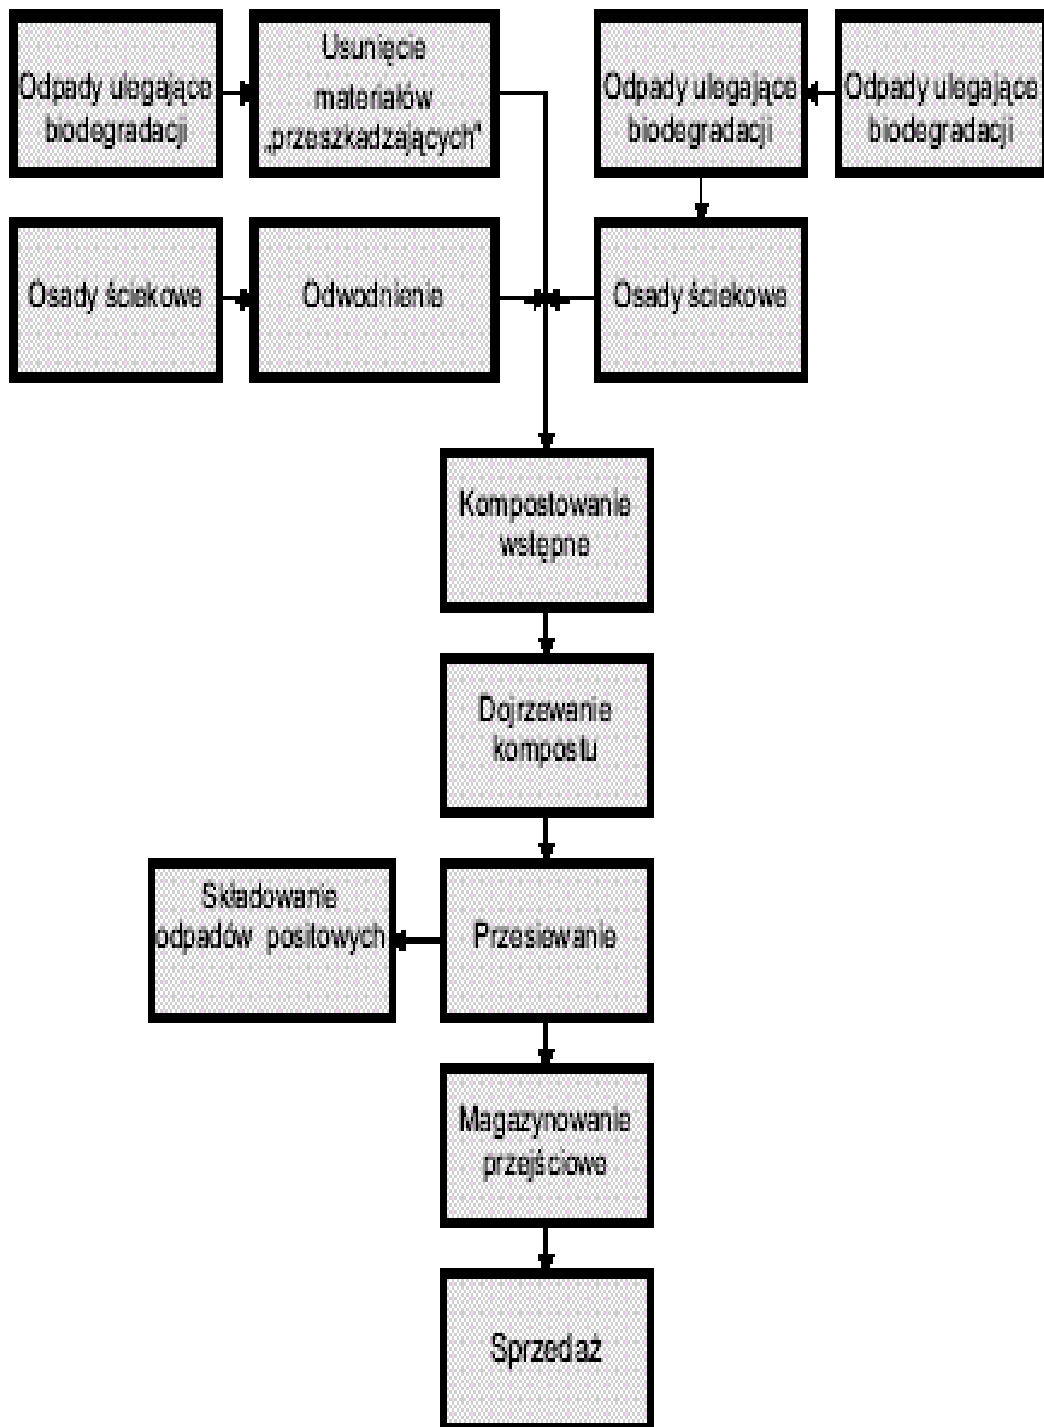 Odpady ulegające
biodegradacji
Usunięcie
materiałów
„przeszkadzających"
Odpady ulegające
biodegradacji
Odpady ulegające
biodegradacji
Osady ściekowe
Odwodnienie
Osady ściekowe
Kompostowanie
wstępne
Dojrzewanie
kompostu
Składowanie
odpadów positowych
Przesiewanie
Magazynowanie
przejściowe
Sprzedaż